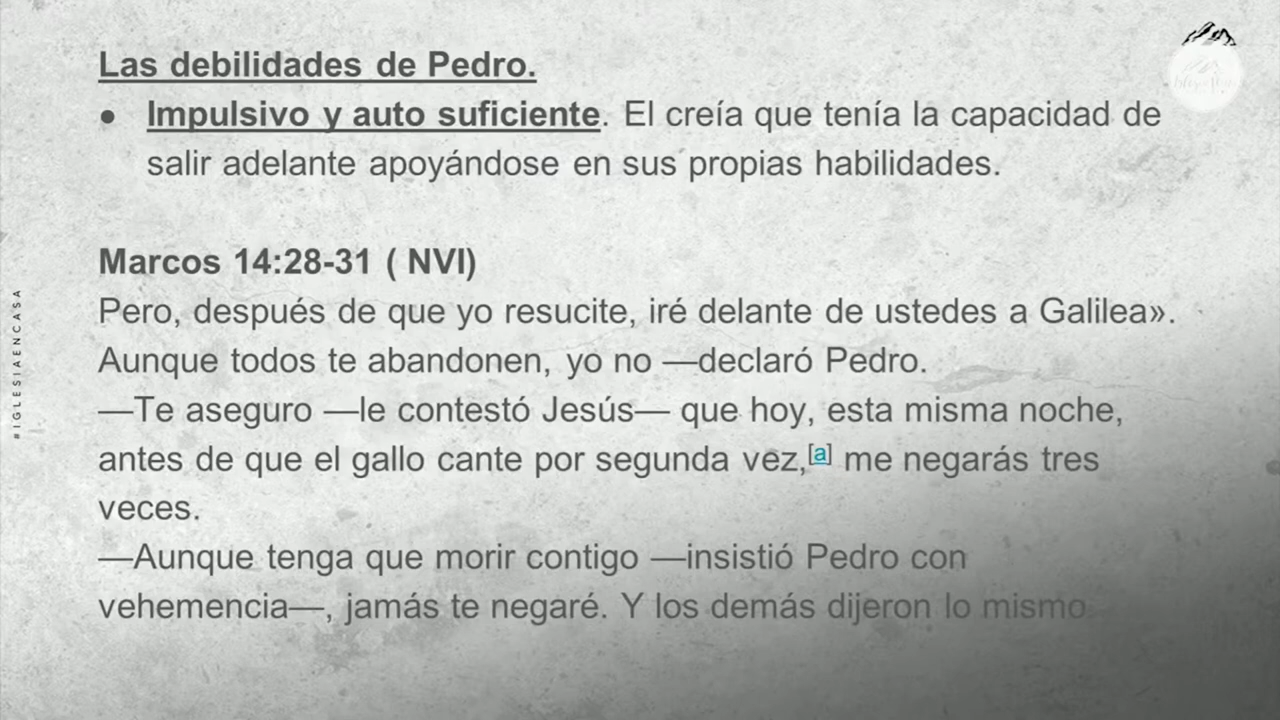 Las debilidades de Pedro.
● Impulsivo y auto suficiente. El creía que tenía la capacidad de
salir adelante apoyándose en sus propias habilidades.
Marcos 14:28-31 ( NVI)
Pero, después de que yo resucite, iré delante de ustedes a Galilea».
Aunque todos te abandonen, yo no —declaró Pedro.
—Te aseguro —le contestó Jesús— que hoy, esta misma noche,
antes de que el gallo cante por segunda vez,[a] me negarás tres
veces.
—Aunque tenga que morir contigo —insistió Pedro con
vehemencia—, jamás te negaré. Y los demás dijeron lo mismo.
#IGLESIAENCASA